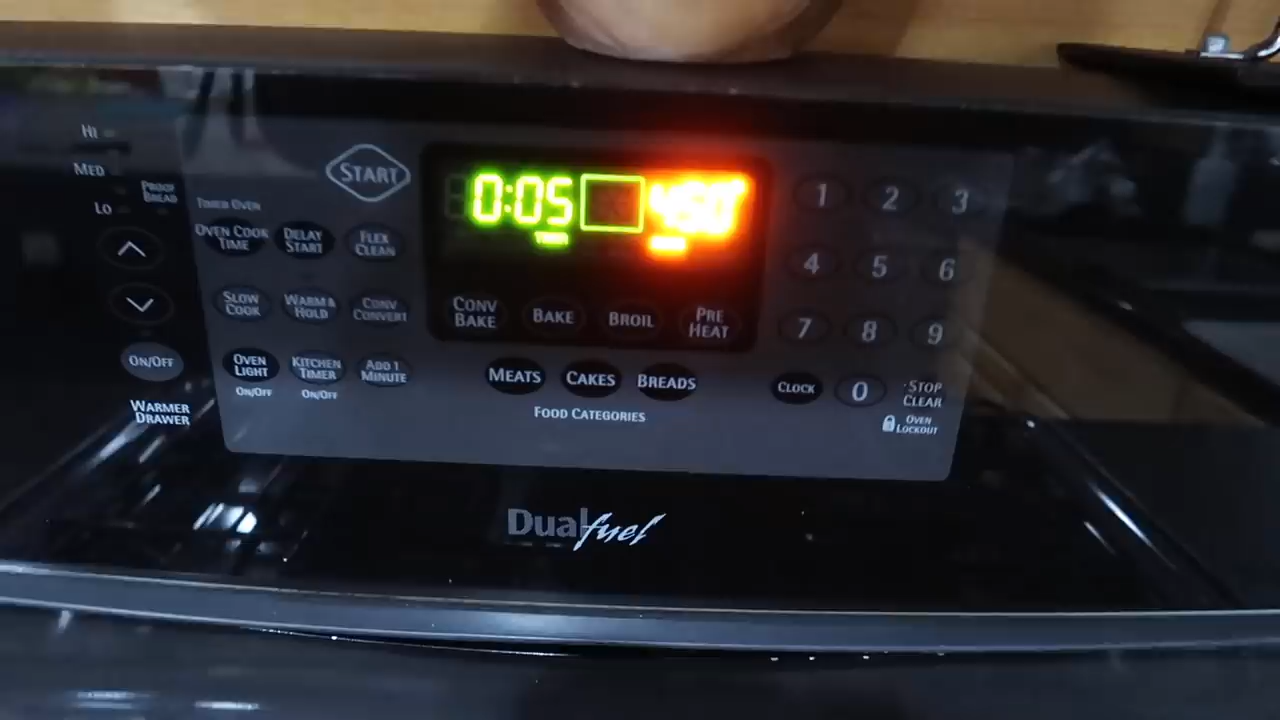 HI
MED
LO
PROOF
BREAD
ON/OFF
WARMER
DRAWER
START
TIMED OVEN
OVEN COOK
TIME
DELAY
START
FLEX
CLEAN
SLOW
COOK
WARM &
HOLD
CONV
CONVERT
OVEN
LIGHT
ON/OFF
KITCHEN
TIMER
ON/OFF
ADD 1
MINUTE
0:05
450°
TIMER
CONV
BAKE
BAKE
BROIL
PRE
HEAT
MEATS
CAKES
BREADS
FOOD CATEGORIES
1
2
3
4
5
6
7
8
9
CLOCK
0
STOP
CLEAR
OVEN
LOCKOUT
Dual fuel